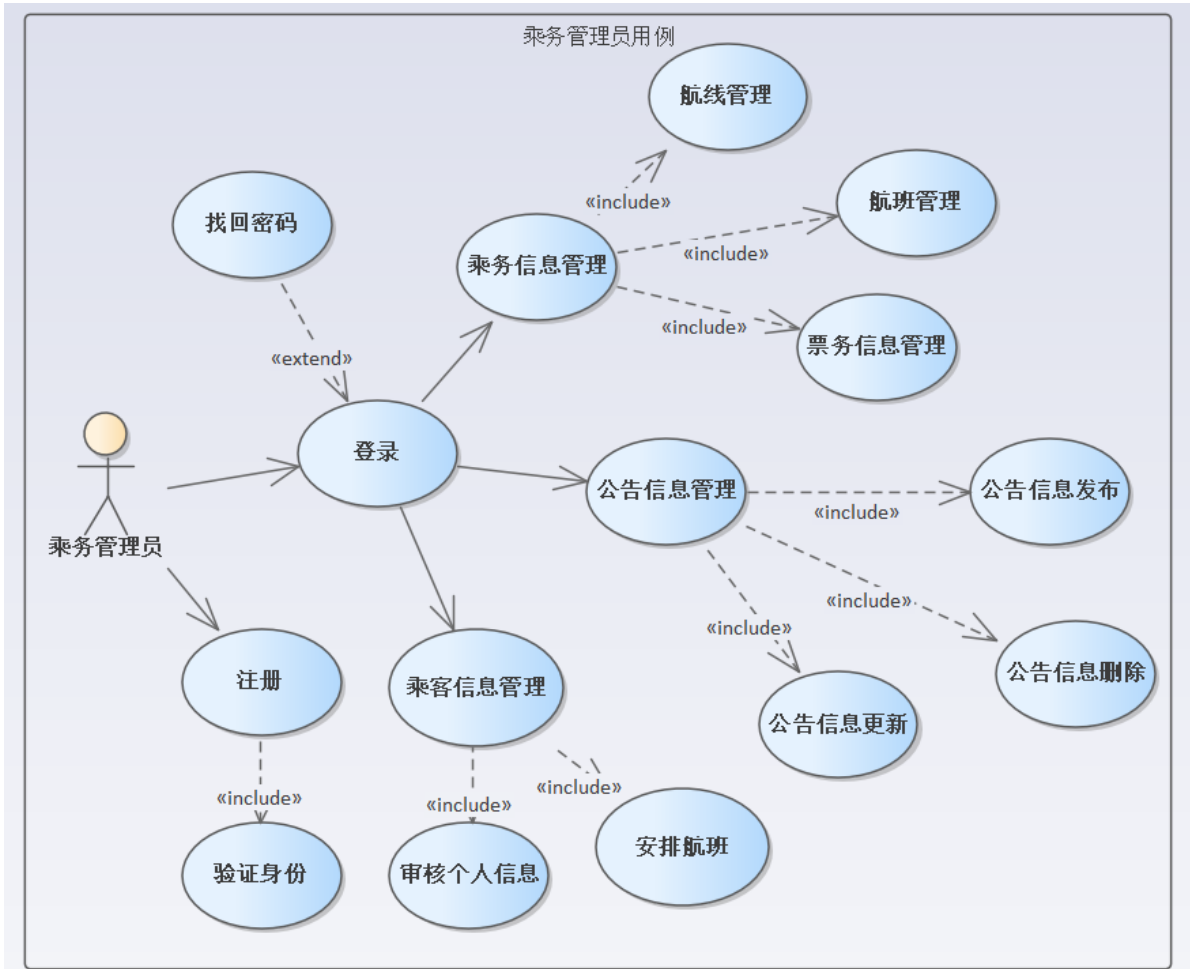 乘务管理员用例
航线管理
«include»
航班管理
找回密码
«include»
乘务信息管理
«include»
票务信息管理
«extend»
登录
公告信息管理
«include»
公告信息发布
乘务管理员
«include»
«include»
公告信息删除
注册
乘客信息管理
公告信息更新
«include»
«include»
«include»
验证身份
审核个人信息
安排航班